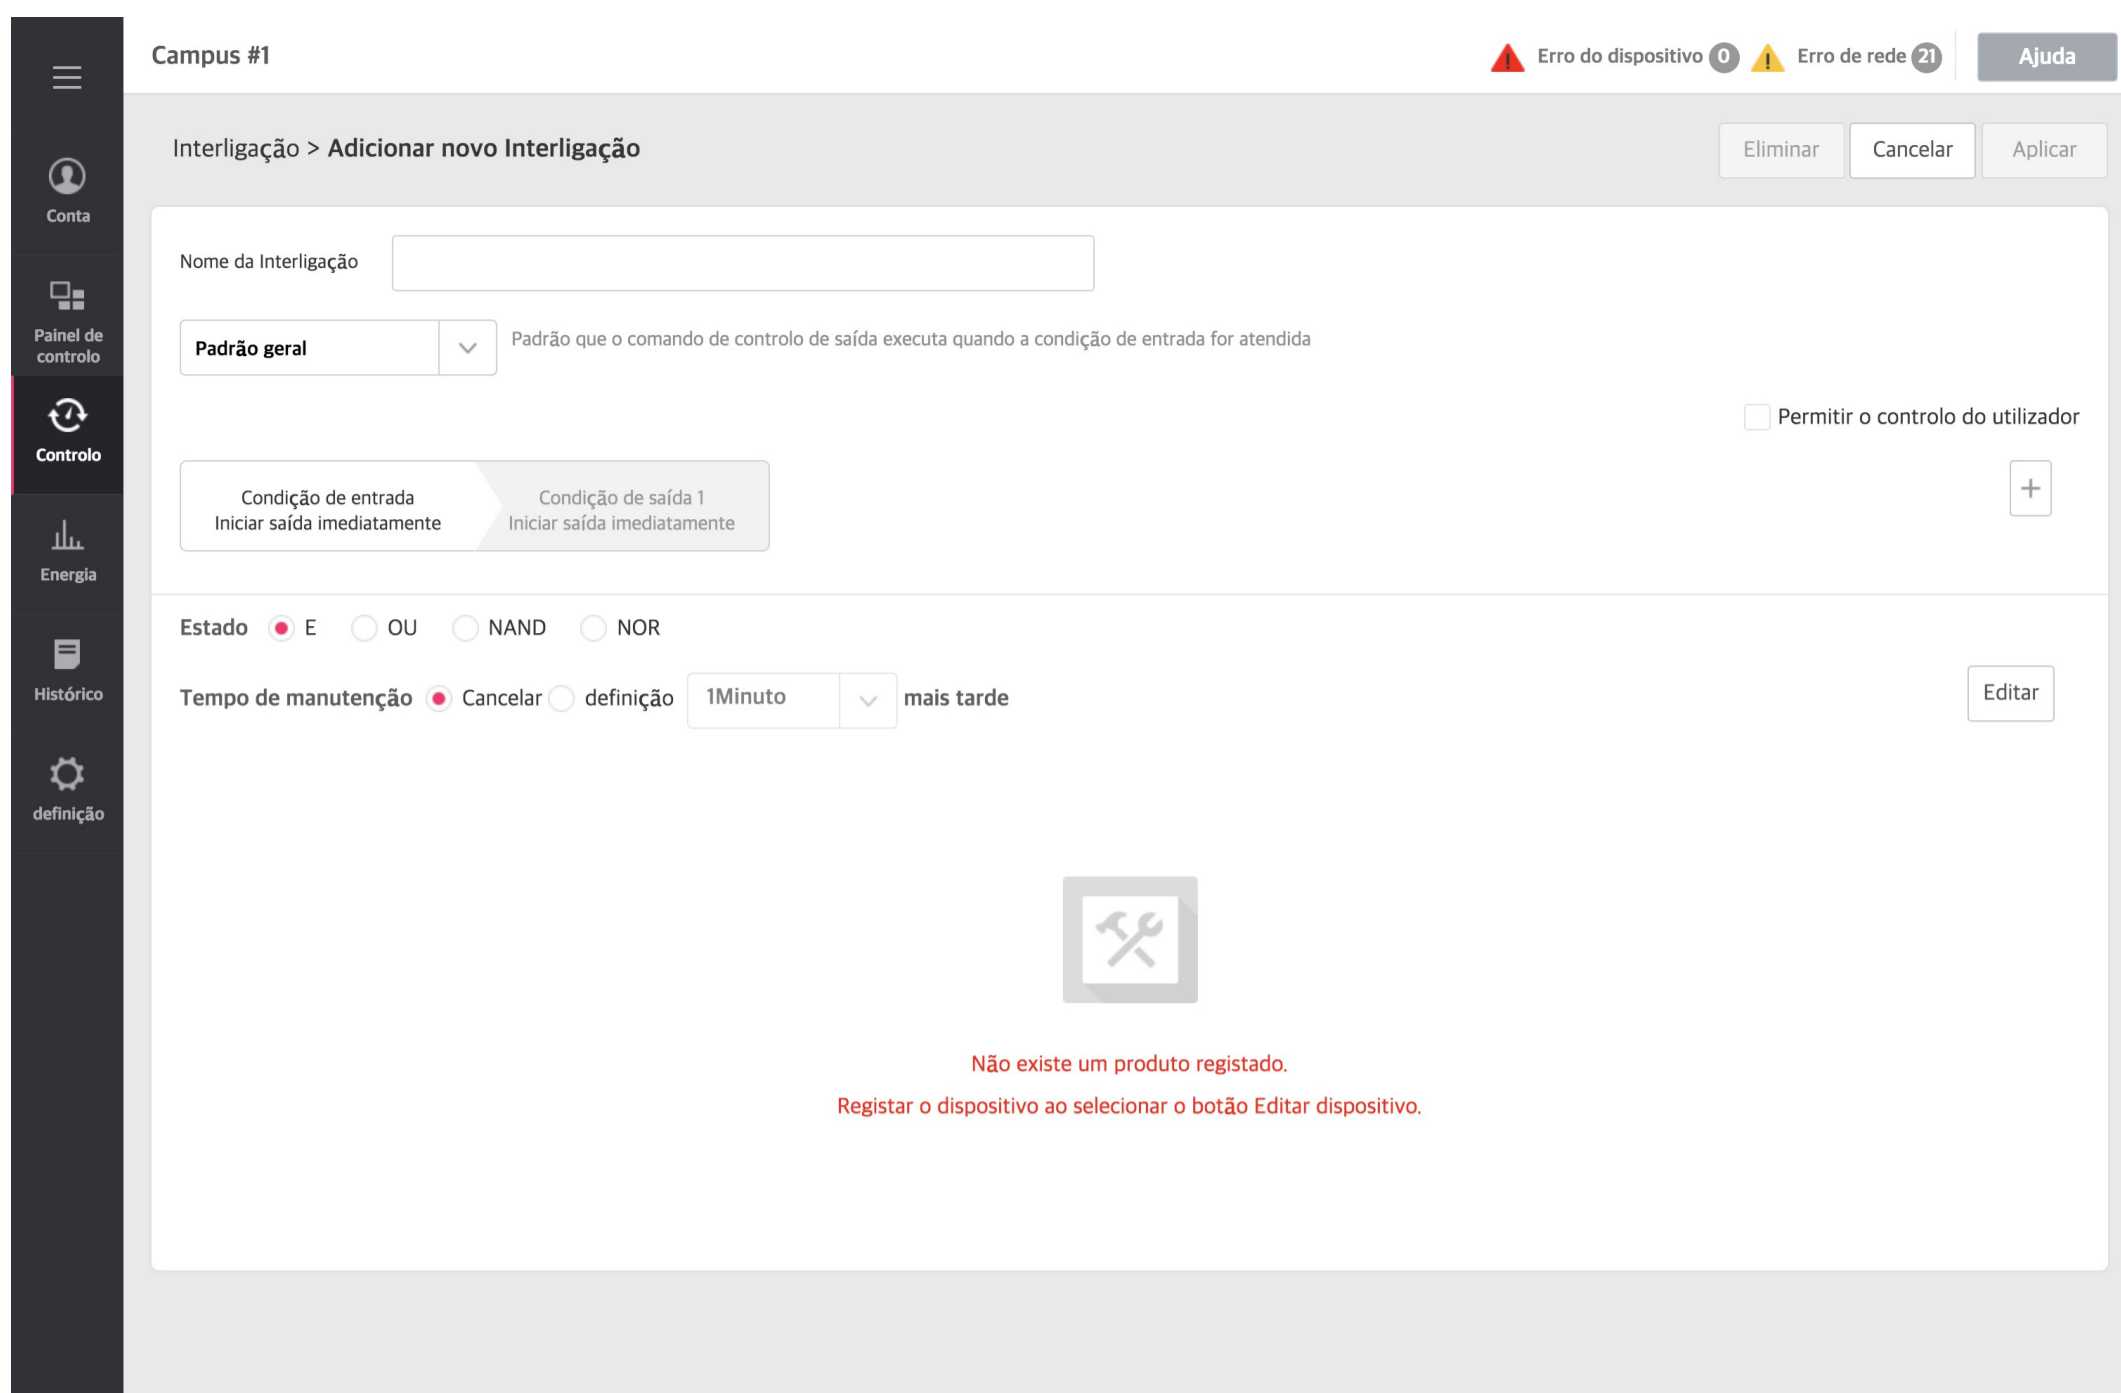 Campus #1
Erro do dispositivo 0
Erro de rede 21
Ajuda
Interligação > Adicionar novo Interligação
Eliminar
Cancelar
Aplicar
Conta
Painel de
controlo
Controlo
Energia
Histórico
definição
Nome da Interligação
Padrão geral
Padrão que o comando de controlo de saída executa quando a condição de entrada for atendida
Permitir o controlo do utilizador
Condição de entrada
Iniciar saída imediatamente
Condição de saída 1
Iniciar saída imediatamente
+
Estado E OU NAND NOR
Tempo de manutenção Cancelar definição 1Minuto mais tarde
Editar
Não existe um produto registado.
Registar o dispositivo ao selecionar o botão Editar dispositivo.